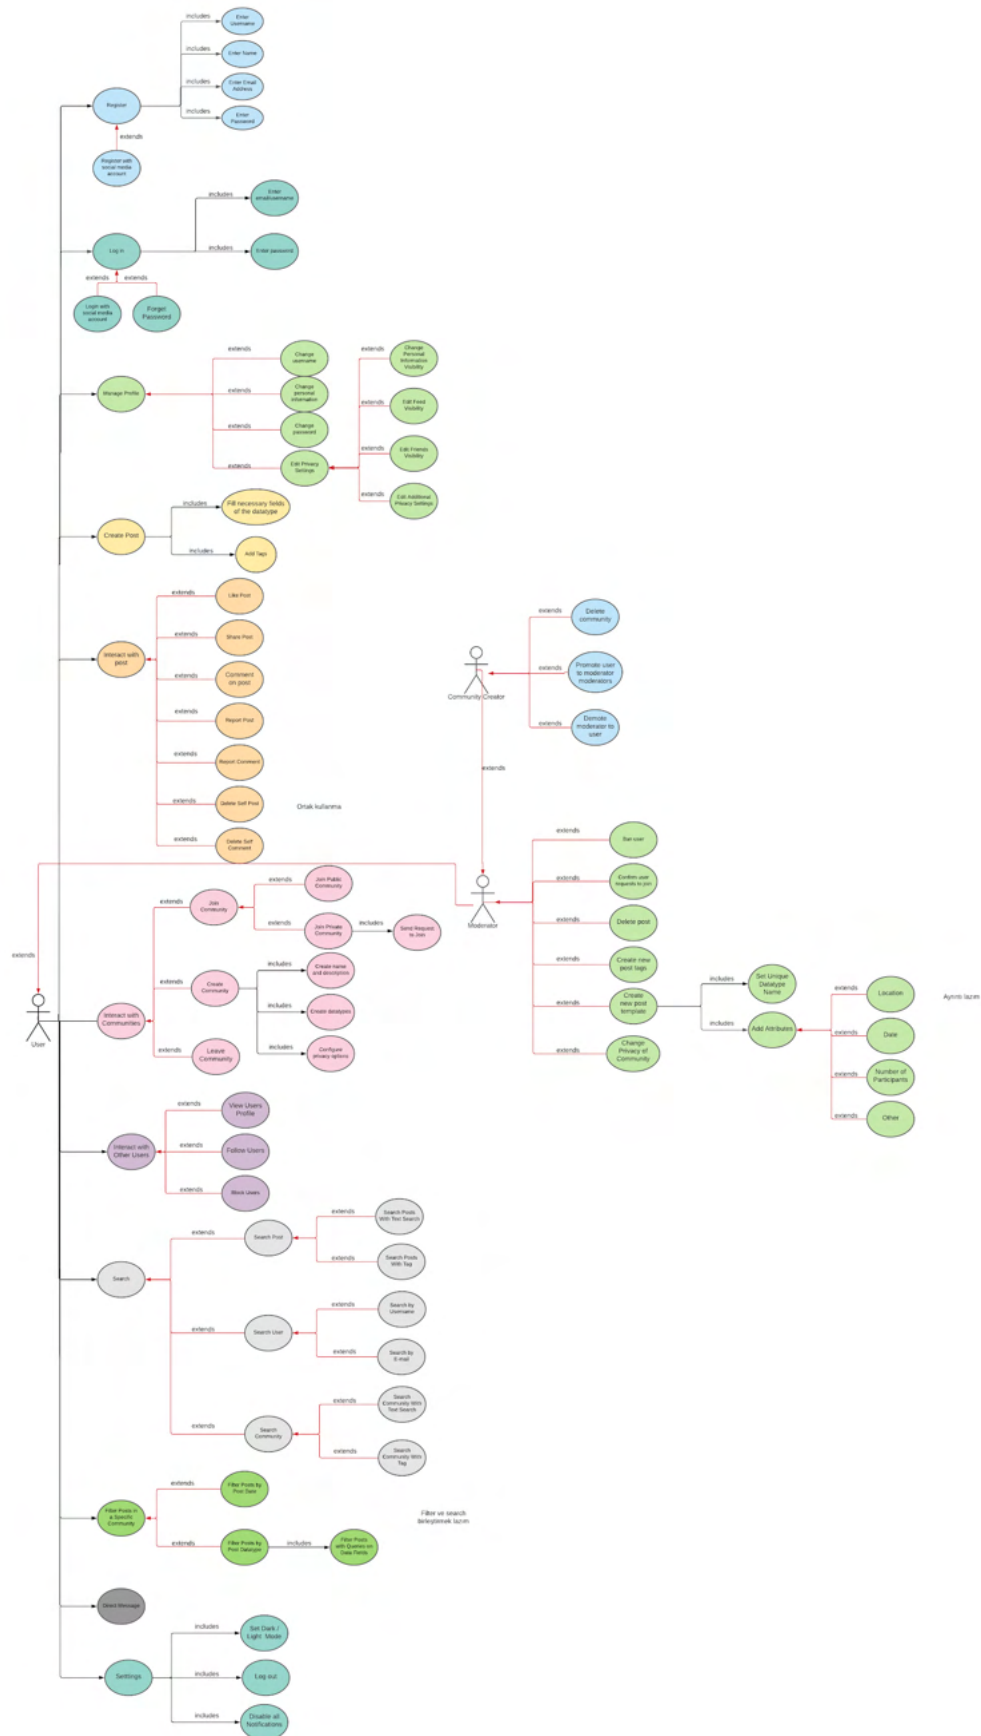 includes
Enter
Username
includes
Enter Name
includes
Enter Email
Address
includes
Enter
Password
Register
extends
Register with
social media
account
includes
Enter
email/username
Log in
includes
Enter password
extends
extends
Login with
social media
account
Forget
Password
Manage Profile
extends
Change
username
extends
Change
personal
information
extends
Change
password
extends
Edit Privacy
Settings
extends
Change
Personal
Information
Visibility
extends
Edit Feed
Visibility
extends
Edit Friends
Visibility
extends
Edit Additional
Privacy Settings
Create Post
includes
Fill necessary fields
of the datatype
includes
Add Tags
Interact with
post
extends
Like Post
extends
Share Post
extends
Comment
on post
extends
Report Post
extends
Report Comment
extends
Delete Self Post
extends
Delete Self
Comment
Ortak kullanma
Community Creator
extends
Delete
community
extends
Promote user
to moderator
moderators
extends
Demote
moderator to
user
extends
Moderator
extends
Ban user
extends
Confirm user
requests to join
extends
Delete post
extends
Create new
post tags
extends
Create
new post
template
extends
Change
Privacy of
Community
includes
Set Unique
Datatype
Name
includes
Add Attributes
extends
Location
extends
Date
extends
Number of
Participants
extends
Other
Ayrıntı lazım
extends
User
Interact with
Communities
extends
Join
Community
extends
Join Public
Community
extends
Join Private
Community
includes
Send Request
to Join
extends
Create
Community
includes
Create name
and description
includes
Create datatypes
includes
Configure
privacy options
extends
Leave
Community
Interact with
Other Users
extends
View Users
Profile
extends
Follow Users
extends
Block Users
Search
extends
Search Post
extends
Search Posts
With Text Search
extends
Search Posts
With Tag
extends
Search User
extends
Search by
Username
extends
Search by
E-mail
extends
Search
Community
extends
Search
Community With
Text Search
extends
Search
Community With
Tag
Filter Posts in
a Specific
Community
extends
Filter Posts by
Post Date
extends
Filter Posts by
Post Datatype
includes
Filter Posts
with Queries on
Data Fields
Filter ve search
birleştirmek lazım
Direct Message
Settings
includes
Set Dark /
Light Mode
includes
Log out
includes
Disable all
Notifications